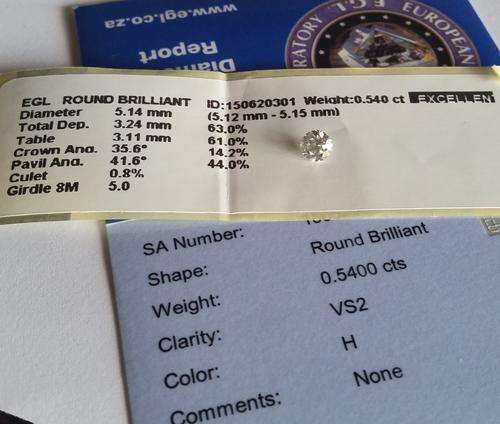 www.egl.co.za
Report
RATORY EGL EUROPEAN
EGL ROUND BRILLIANT ID:150620301 Weight:0.540 ct EXCELLEN
Diameter 5.14 mm (5.12 mm - 5.15 mm)
Total Dep. 3.24 mm 63.0%
Table 3.11 mm 61.0%
Crown Ang. 35.6° 14.2%
Pavil Ang. 41.6° 44.0%
Culet 0.8%
Girdle 8M 5.0
SA Number:
Shape: Round Brilliant
Weight: 0.5400 cts
Clarity: VS2
Color: H
Comments: None